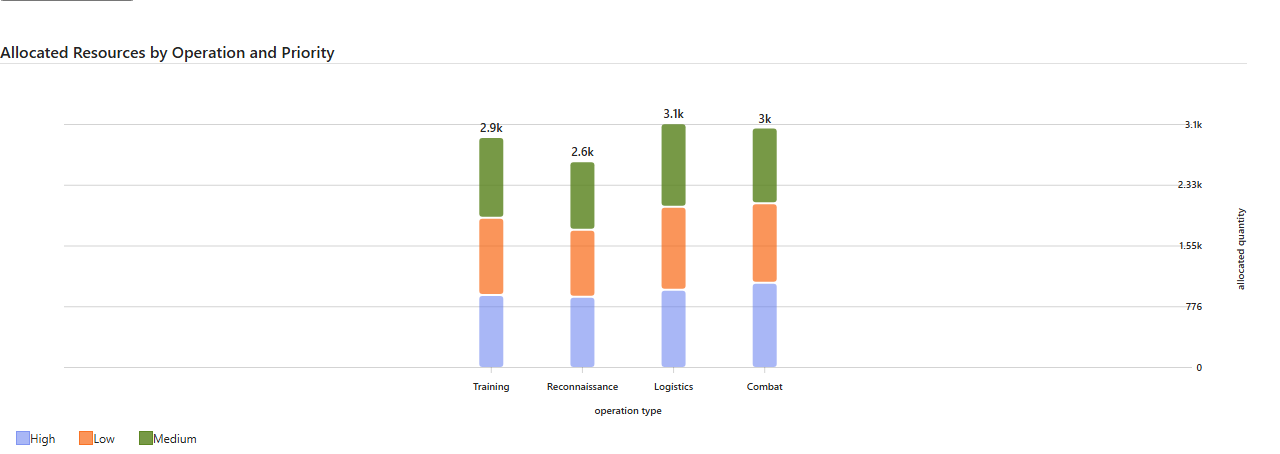 Allocated Resources by Operation and Priority
3.1k
3k
2.9k
2.6k
3.1k
2.33k
1.55k
776
0
allocated quantity
Training Reconnaissance Logistics Combat
operation type
High Low Medium